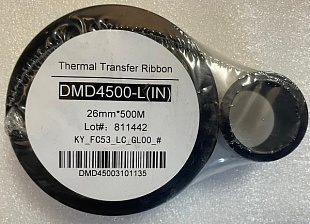 Thermal Transfer Ribbon
DMD4500-L(IN)
26mm*500M
Lot#: 811442
KY_FC53_LC_GL00_#
DMD45003101135